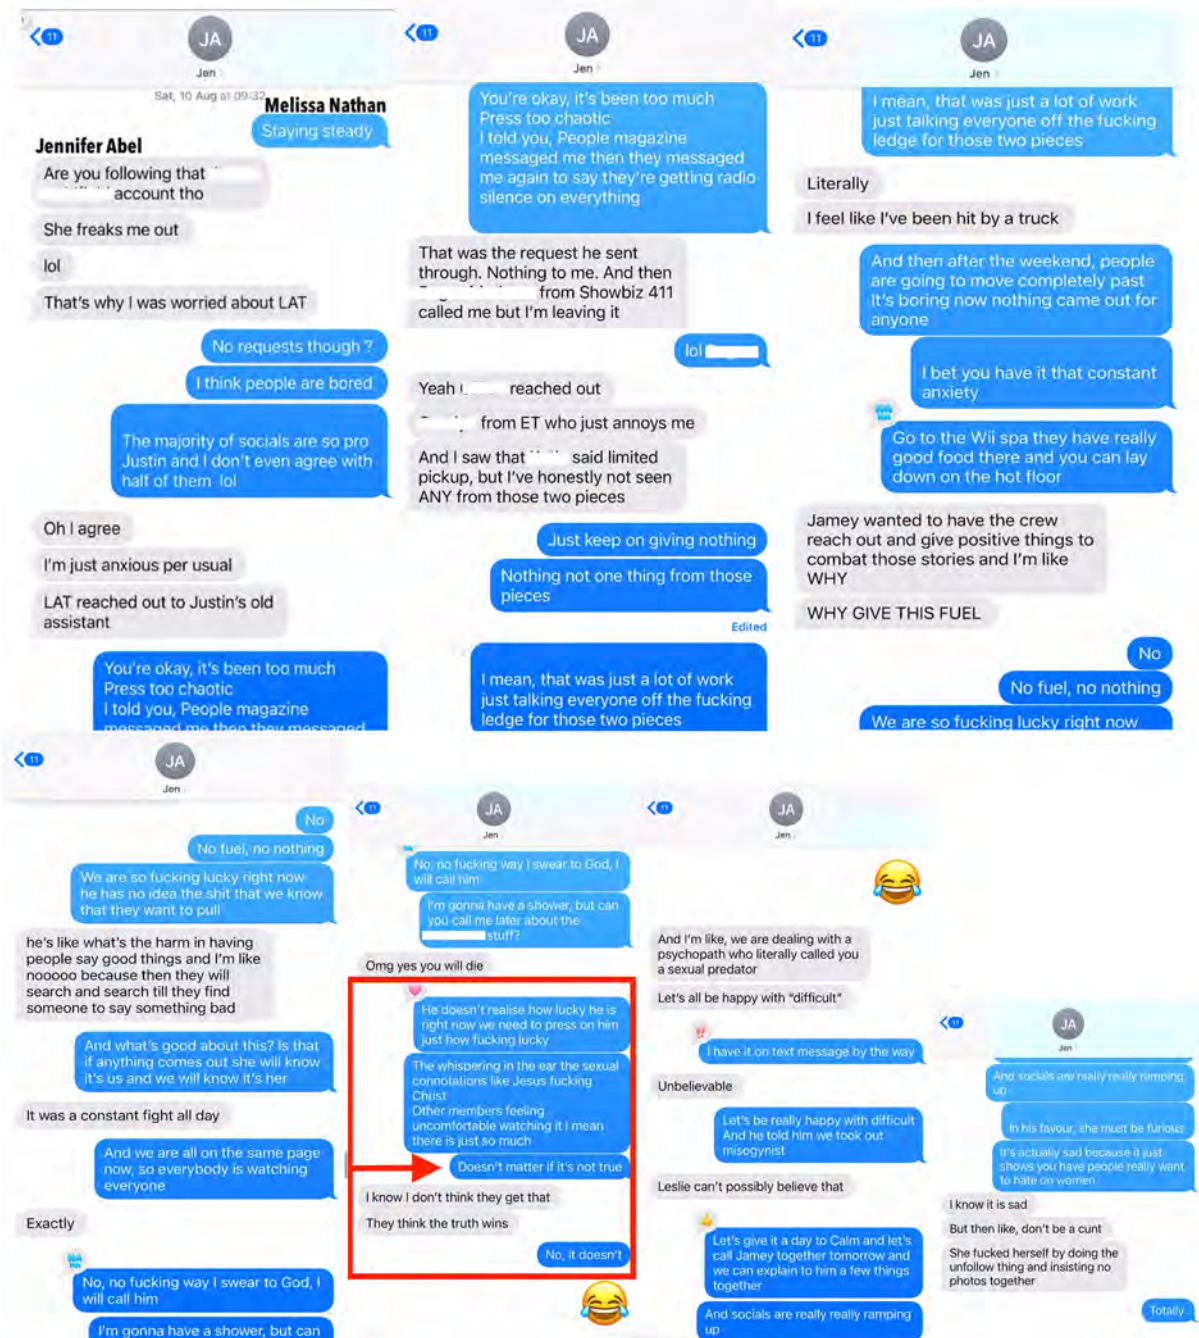 11
JA
Jen
Sat, 10 Aug at 09:32
Melissa Nathan
Staying steady
Jennifer Abel
Are you following that
account tho
She freaks me out
lol
That's why I was worried about LAT
No requests though ?
I think people are bored
The majority of socials are so pro
Justin and I don't even agree with
half of them lol
Oh I agree
I'm just anxious per usual
LAT reached out to Justin's old
assistant
You're okay, it's been too much
Press too chaotic
I told you, People magazine
messaged me then they messaged
11
JA
Jen
You're okay, it's been too much
Press too chaotic
I told you, People magazine
messaged me then they messaged
me again to say they're getting radio
silence on everything
That was the request he sent
through. Nothing to me. And then
from Showbiz 411
called me but I'm leaving it
lol
Yeah
reached out
from ET who just annoys me
And I saw that
said limited
pickup, but I've honestly not seen
ANY from those two pieces
Just keep on giving nothing
Nothing not one thing from those
pieces
Edited
I mean, that was just a lot of work
just talking everyone off the fucking
ledge for those two pieces
11
JA
Jen
I mean, that was just a lot of work
just talking everyone off the fucking
ledge for those two pieces
Literally
I feel like I've been hit by a truck
And then after the weekend, people
are going to move completely past
It's boring now nothing came out for
anyone
I bet you have it that constant
anxiety
Go to the Wii spa they have really
good food there and you can lay
down on the hot floor
Jamey wanted to have the crew
reach out and give positive things to
combat those stories and I'm like
WHY
WHY GIVE THIS FUEL
No
No fuel, no nothing
We are so fucking lucky right now
11
JA
Jen
No
No fuel, no nothing
We are so fucking lucky right now
he has no idea the shit that we know
that they want to pull
he's like what's the harm in having
people say good things and I'm like
nooooo because then they will
search and search till they find
someone to say something bad
And what's good about this? Is that
if anything comes out she will know
it's us and we will know it's her
It was a constant fight all day
And we are all on the same page
now, so everybody is watching
everyone
Exactly
No, no fucking way I swear to God, I
will call him
I'm gonna have a shower, but can
11
JA
Jen
No, no fucking way I swear to God, I
will call him
I'm gonna have a shower, but can
you call me later about the
stuff?
Omg yes you will die
He doesn't realise how lucky he is
right now we need to press on him
just how fucking lucky
The whispering in the ear the sexual
connotations like Jesus fucking
Christ
Other members feeling
uncomfortable watching it I mean
there is just so much
Doesn't matter if it's not true
I know I don't think they get that
They think the truth wins
No, it doesn't
11
JA
Jen
And I'm like, we are dealing with a
psychopath who literally called you
a sexual predator
Let's all be happy with "difficult"
I have it on text message by the way
Unbelievable
Let's be really happy with difficult
And he told him we took out
misogynist
Leslie can't possibly believe that
Let's give it a day to Calm and let's
call Jamey together tomorrow and
we can explain to him a few things
together
And socials are really really ramping
up
11
JA
Jen
And socials are really really ramping
up
In his favour, she must be furious
It's actually sad because it just
shows you have people really want
to hate on women
I know it is sad
But then like, don't be a cunt
She fucked herself by doing the
unfollow thing and insisting no
photos together
Totally